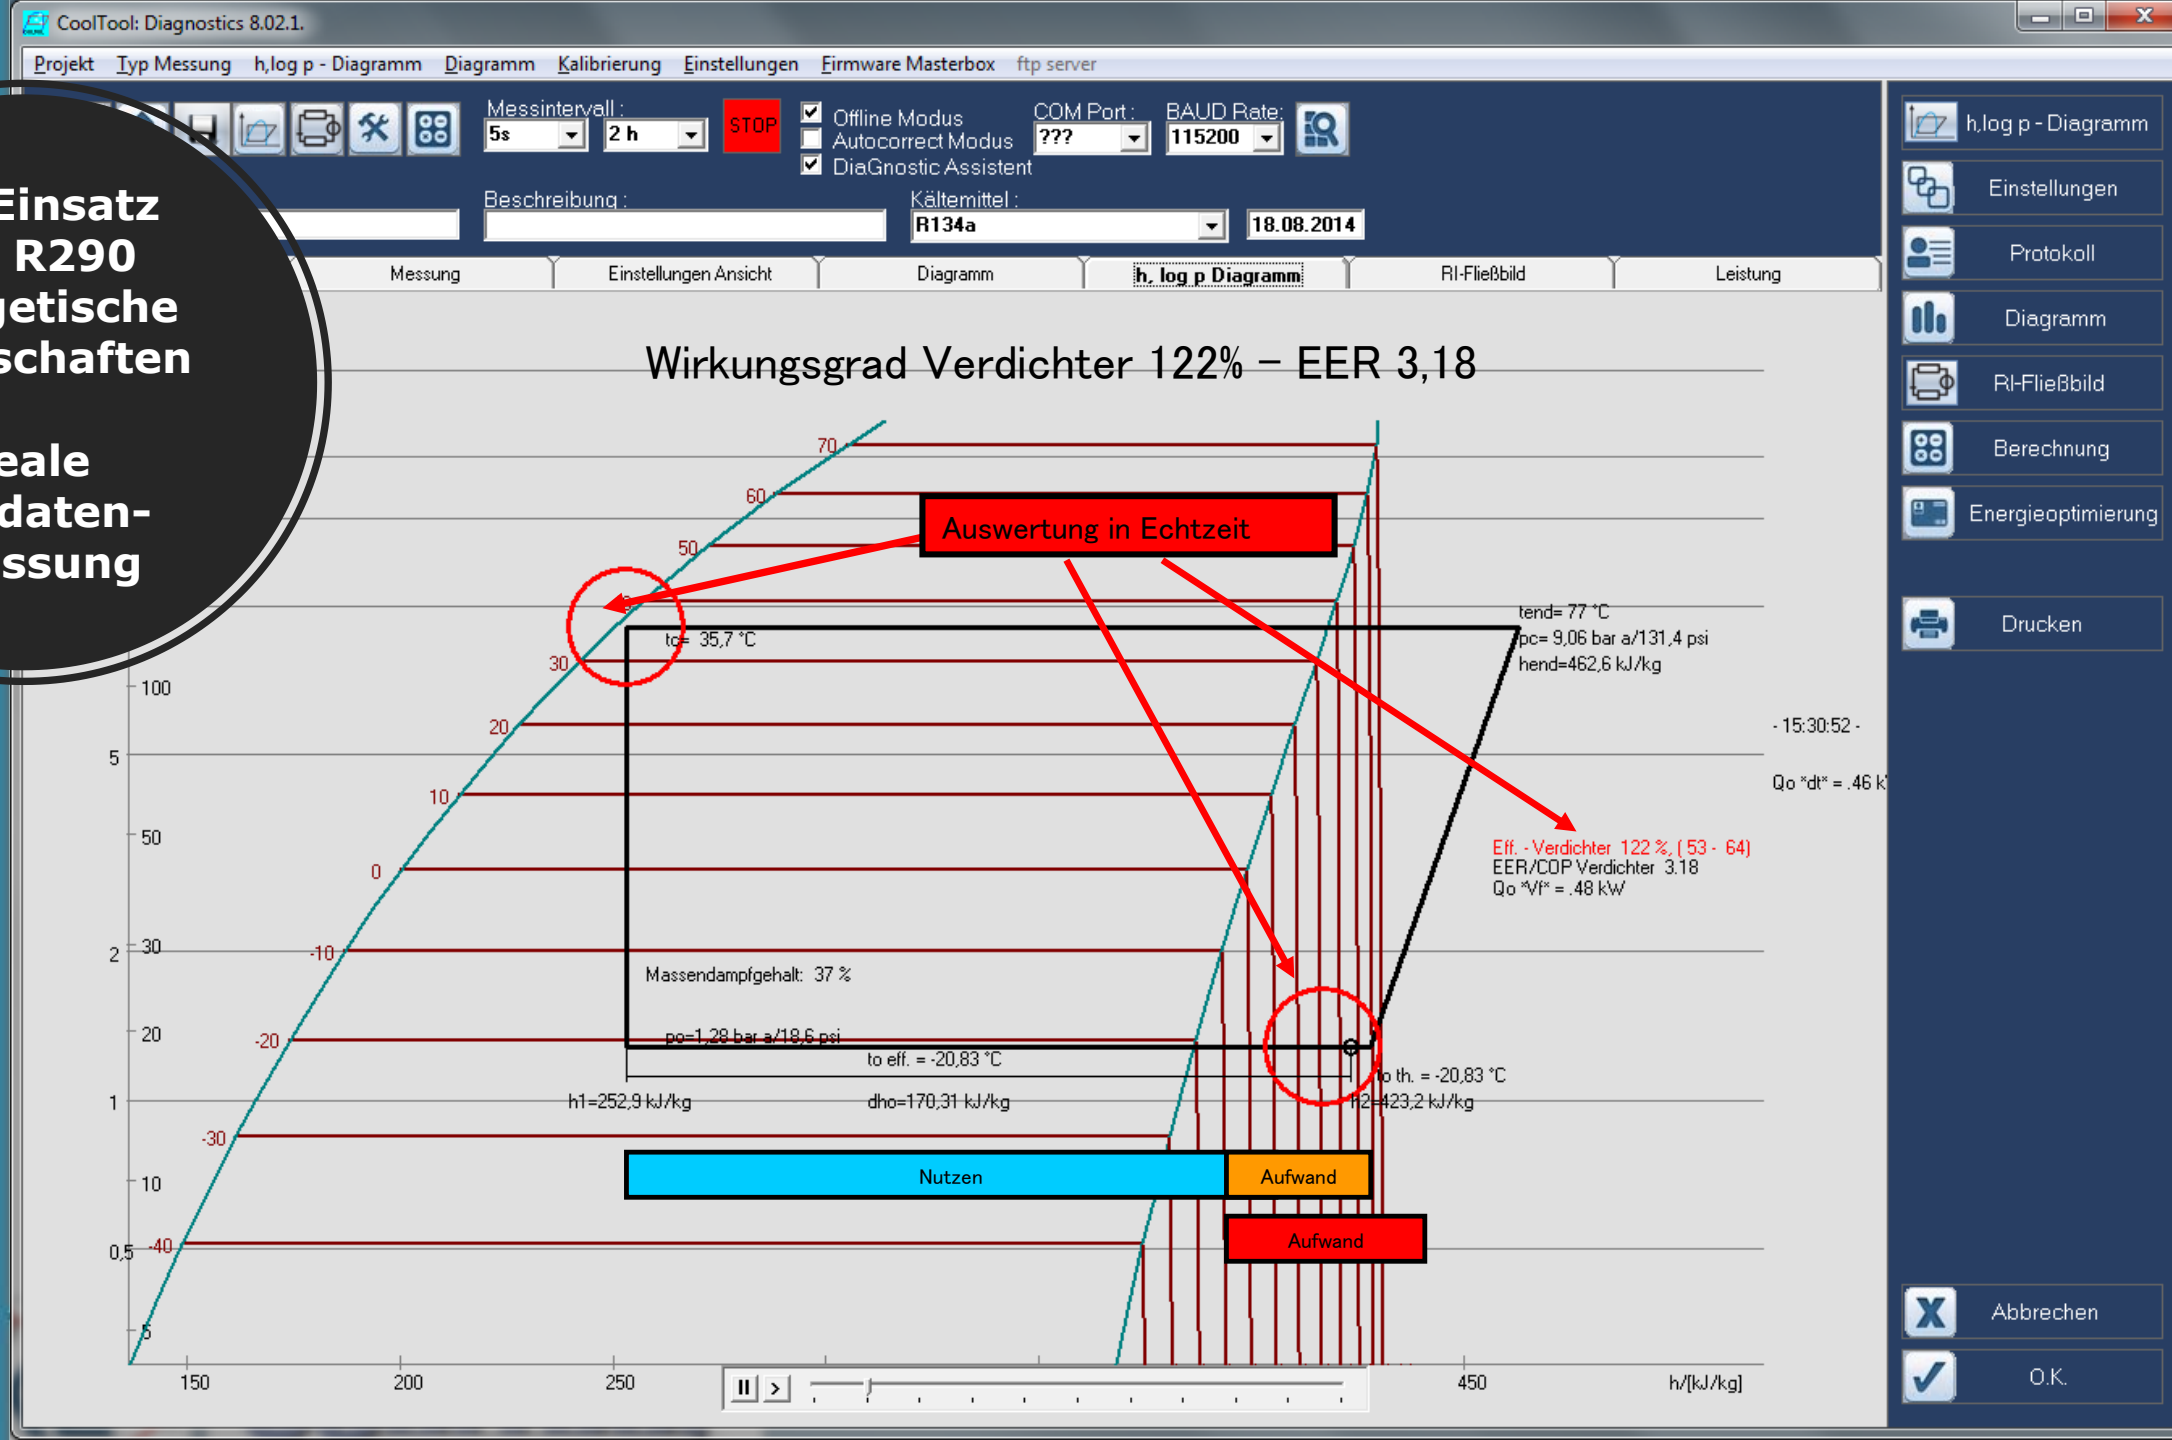 CoolTool: Diagnostics 8.02.1.
Projekt Typ Messung h,log p - Diagramm Diagramm Kalibrierung Einstellungen Firmware Masterbox ftp server
Messintervall :
5s 2 h STOP
Offline Modus
Autocorrect Modus
DiaGnostic Assistent
COM Port :
???
BAUD Rate:
115200
Beschreibung :
Kältemittel :
R134a 18.08.2014
Einsatz
R290
getische
schaften
eale
daten-
ssung
Messung Einstellungen Ansicht Diagramm h, log p Diagramm RI-Fließbild Leistung
h,log p - Diagramm
Einstellungen
Protokoll
Diagramm
RI-Fließbild
Berechnung
Energieoptimierung
Drucken
Abbrechen
O.K.
Wirkungsgrad Verdichter 122% – EER 3,18
70
60
Auswertung in Echtzeit
50
tc= 35,7 °C
tend= 77 °C
pc= 9,06 bar a/131,4 psi
hend=462,6 kJ/kg
30
100
20
- 15:30:52 -
5
Qo *dt* = .46 k
10
50
Eff. - Verdichter 122 %, ( 53 - 64)
EER/COP Verdichter 3.18
Qo *Vf* = .48 kW
0
2 30
-10
Massendampfgehalt: 37 %
20
-20
po=1,28 bar a/18,6 psi
to eff. = -20,83 °C
to th. = -20,83 °C
1
h1=252,9 kJ/kg dho=170,31 kJ/kg h2=423,2 kJ/kg
-30
10
Nutzen Aufwand
Aufwand
0,5 -40
5
150 200 250 450 h/[kJ/kg]